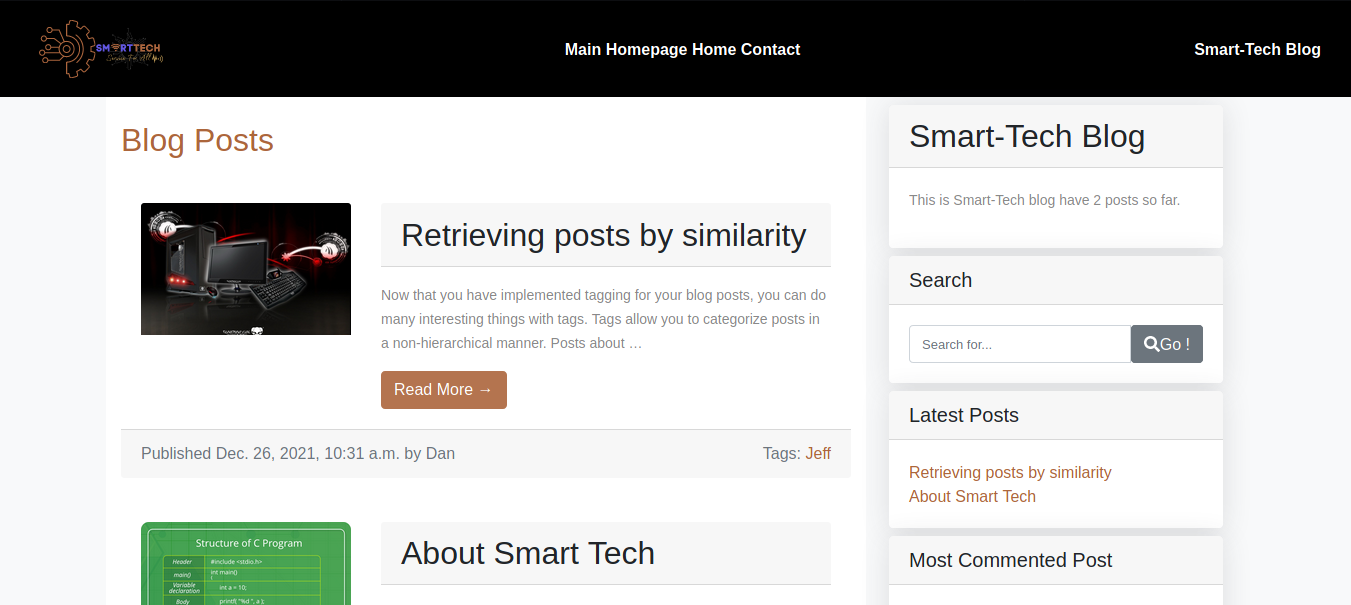 SMARTTECH
Main Homepage Home Contact
Smart-Tech Blog
Blog Posts
Retrieving posts by similarity
Now that you have implemented tagging for your blog posts, you can do
many interesting things with tags. Tags allow you to categorize posts in
a non-hierarchical manner. Posts about …
Read More →
Published Dec. 26, 2021, 10:31 a.m. by Dan
Tags: Jeff
Structure of C Program
Header #include <stdio.h>
main() int main()
{
Variable
declaration int a = 10;
Body printf( "%d ", a );
About Smart Tech
Smart-Tech Blog
This is Smart-Tech blog have 2 posts so far.
Search
Search for...
Go !
Latest Posts
Retrieving posts by similarity
About Smart Tech
Most Commented Post